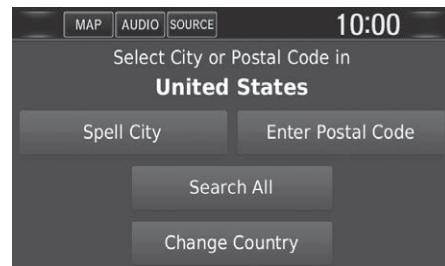 MAP AUDIO SOURCE 10:00
Select City or Postal Code in
United States
Spell City Enter Postal Code
Search All
Change Country